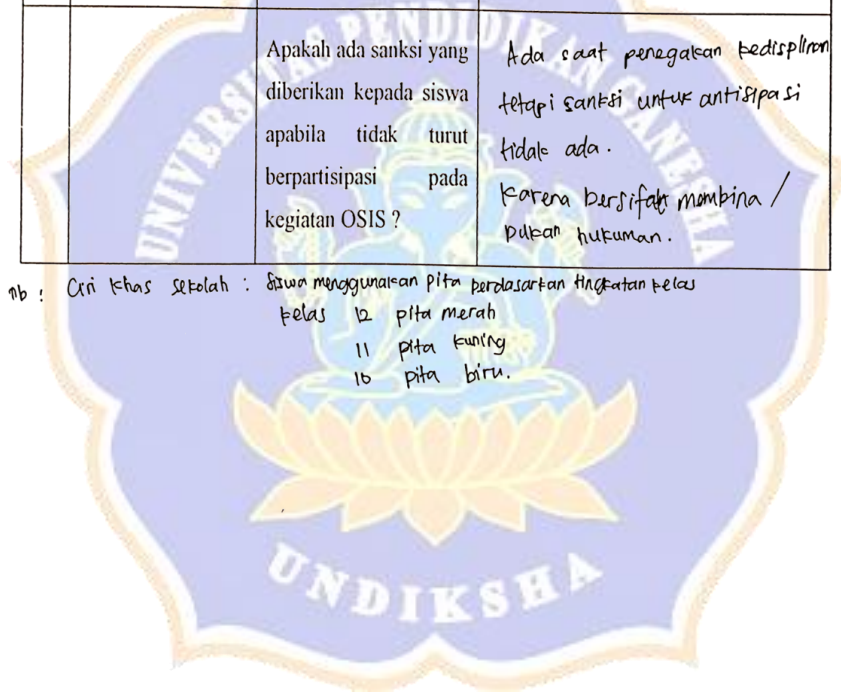 UNIVERSITAS PENDIDIKAN GANESHA
Apakah ada sanksi yang
diberikan kepada siswa
apabila tidak turut
berpartisipasi pada
kegiatan OSIS ?
Ada saat penegakan kedisplinan
tetapi sanksi untuk antisipasi
tidak ada.
Karena bersifat membina /
bukan hukuman.
nb : Ciri khas sekolah : Siswa menggunakan pita berdasarkan tingkatan kelas
kelas 12 pita merah
11 pita kuning
10 pita biru.
UNDIKSHA